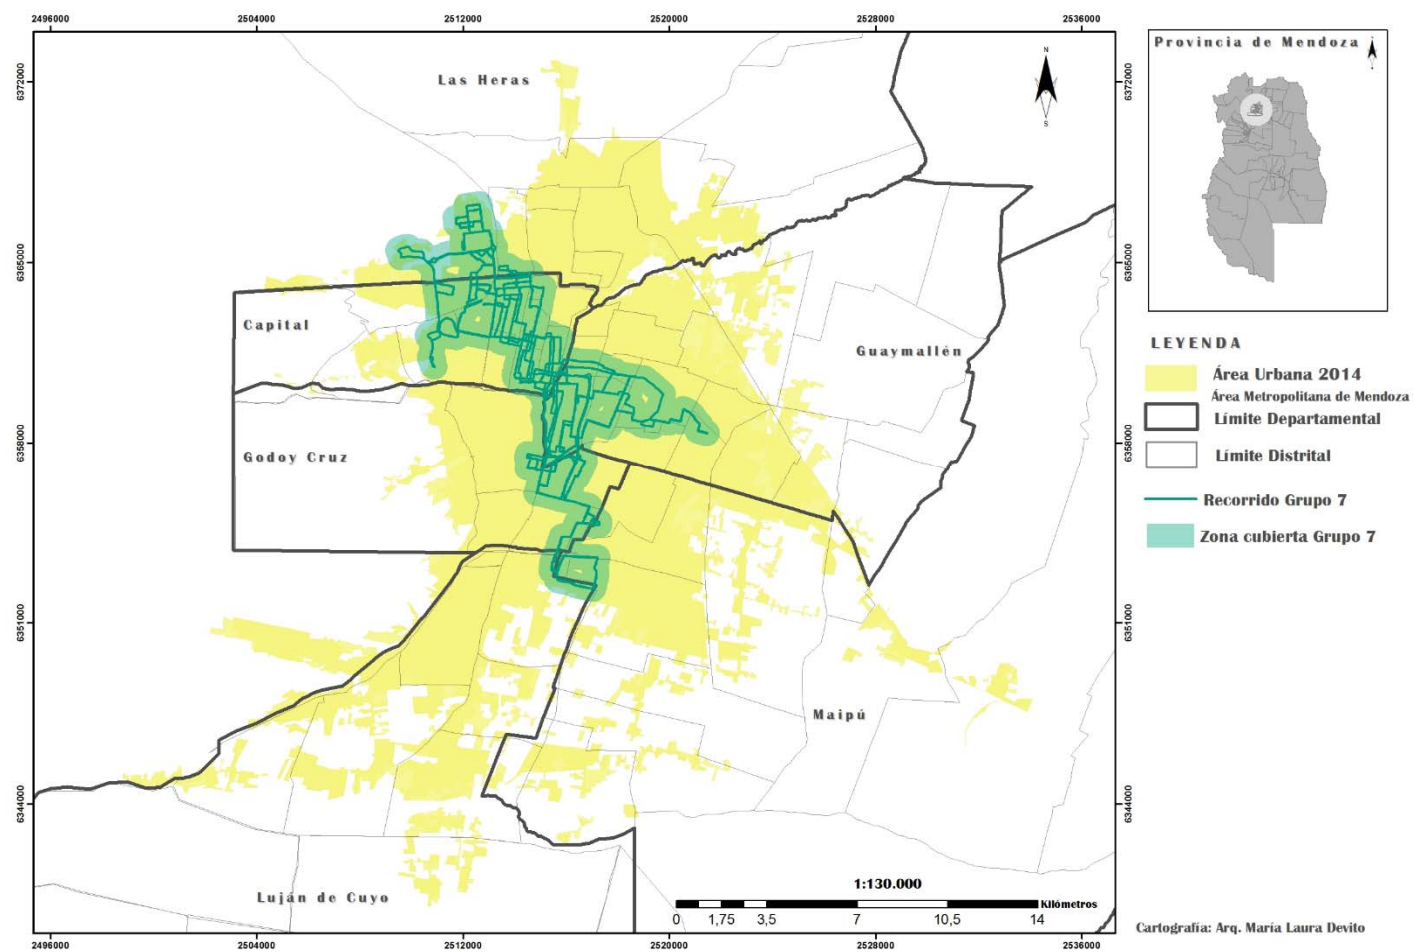 2496000 2504000 2512000 2520000 2528000 2536000
Provincia de Mendoza
N
S
6372000 6372000
Las Heras
6365000 6365000
Capital
Guaymallén
LEYENDA
Área Urbana 2014
Área Metropolitana de Mendoza
Límite Departamental
Límite Distrital
Recorrido Grupo 7
Zona cubierta Grupo 7
6358000 6358000
Godoy Cruz
6351000 6351000
Maipú
6344000 6344000
Luján de Cuyo
1:130.000
Kilómetros
0 1,75 3,5 7 10,5 14
Cartografía: Arq. María Laura Devito
2496000 2504000 2512000 2520000 2528000 2536000